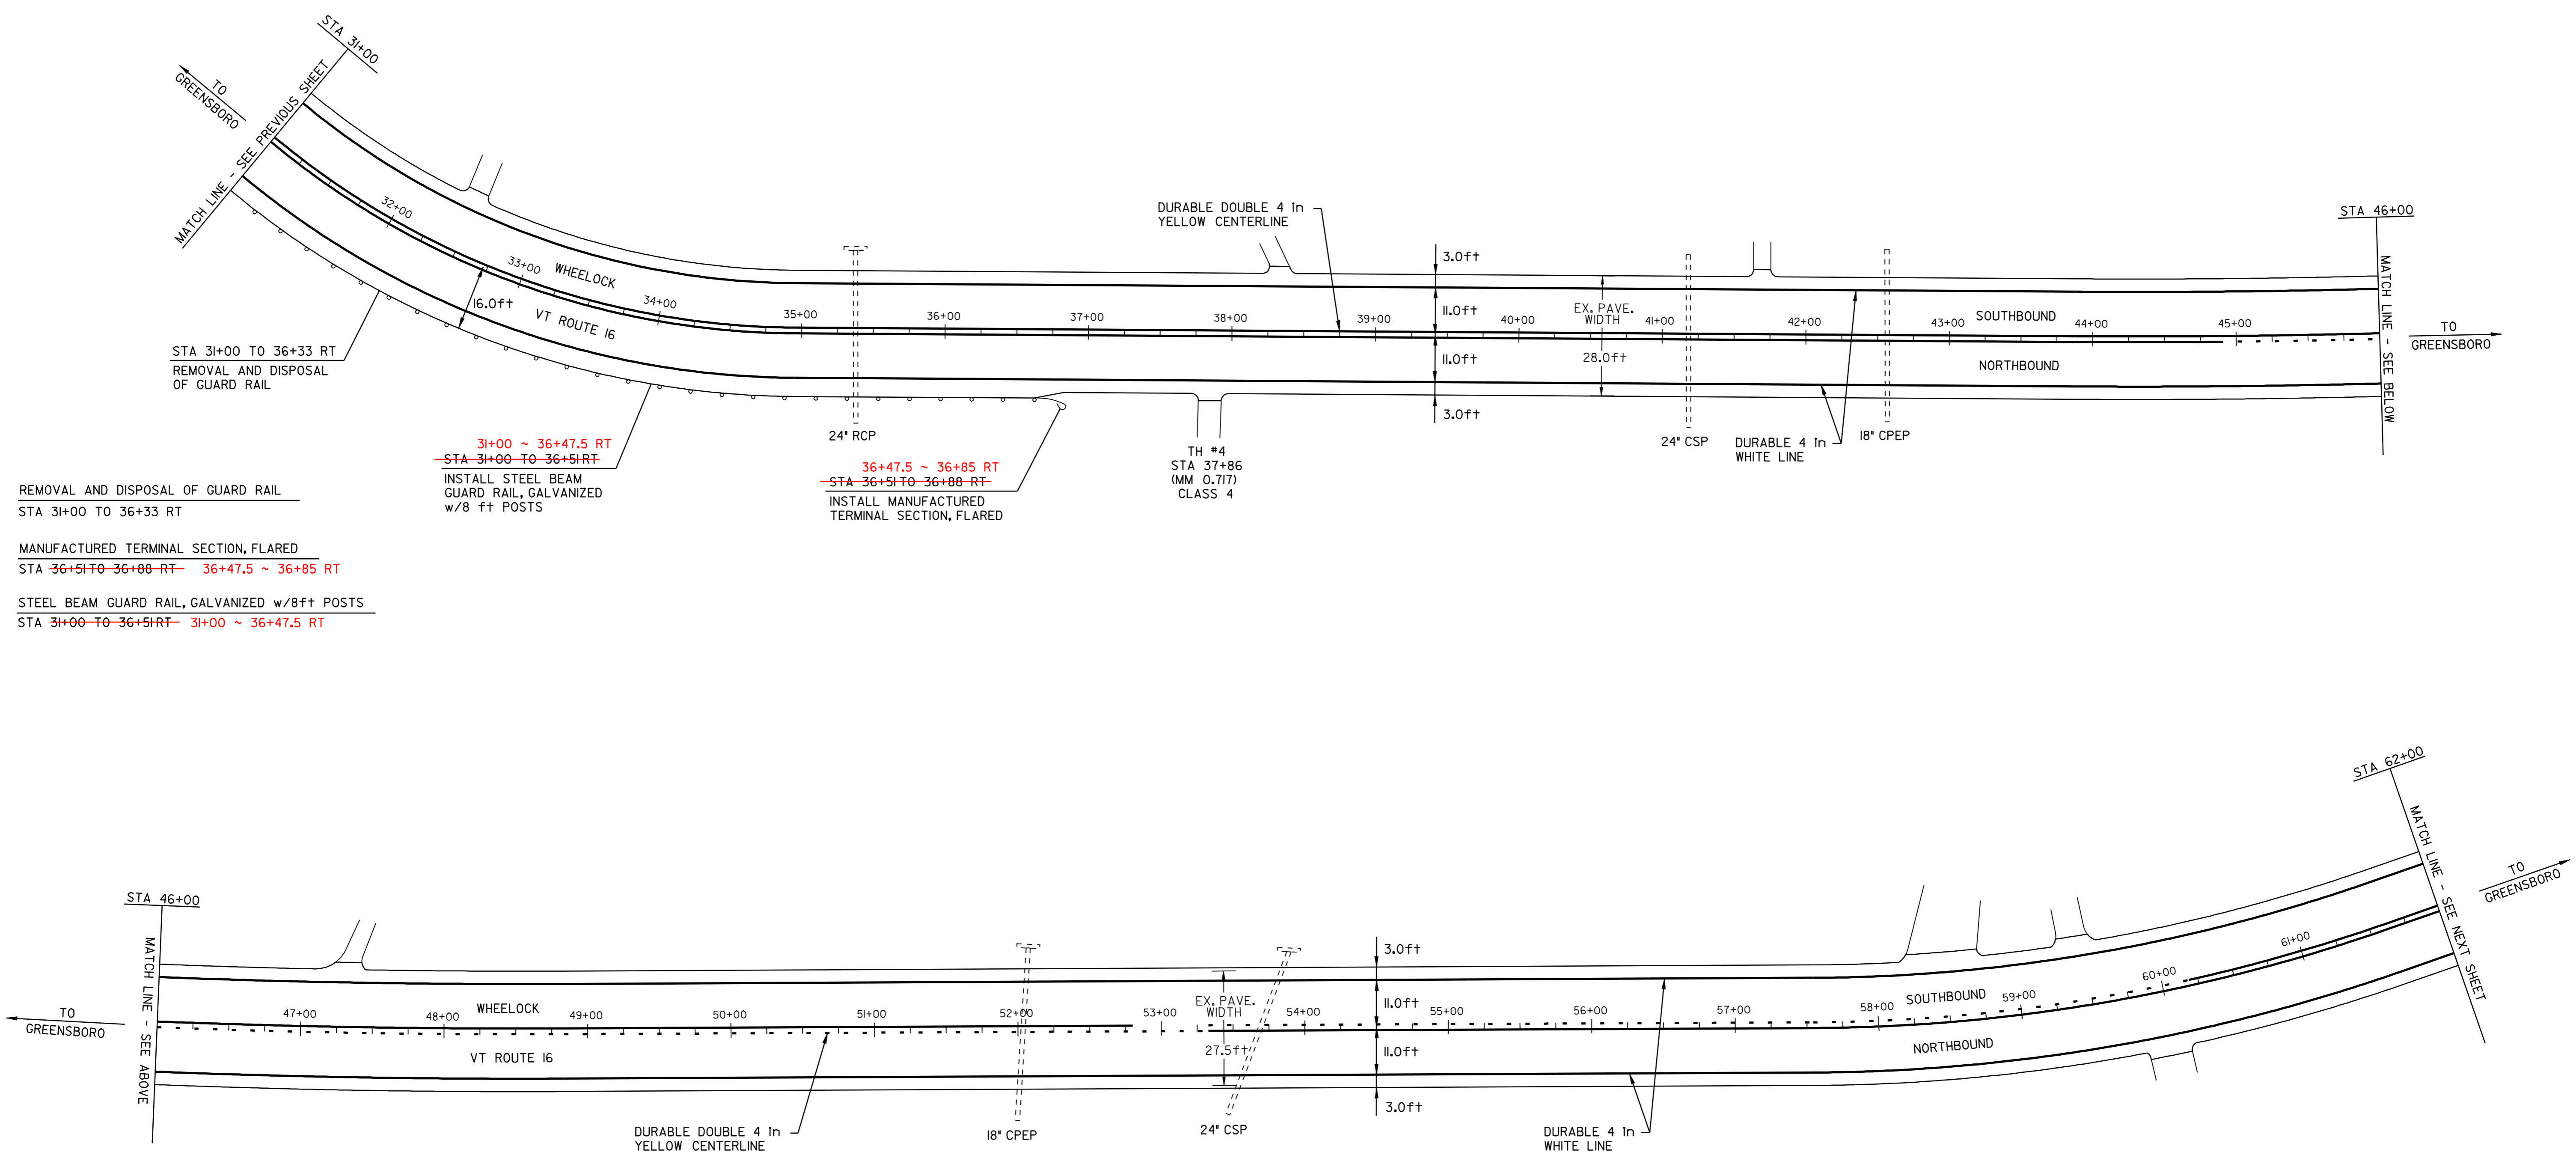 STA 31+00
TO
GREENSBORO
MATCH LINE - SEE PREVIOUS SHEET
32+00
33+00
34+00
35+00
36+00
37+00
38+00
39+00
40+00
41+00
42+00
43+00
44+00
45+00
WHEELOCK
VT ROUTE 16
16.0ft
DURABLE DOUBLE 4 in
YELLOW CENTERLINE
3.0ft
11.0ft
11.0ft
3.0ft
EX. PAVE.
WIDTH
28.0ft
SOUTHBOUND
NORTHBOUND
STA 46+00
MATCH LINE - SEE BELOW
TO
GREENSBORO
STA 31+00 TO 36+33 RT
REMOVAL AND DISPOSAL
OF GUARD RAIL
31+00 ~ 36+47.5 RT
STA 31+00 TO 36+51 RT
INSTALL STEEL BEAM
GUARD RAIL, GALVANIZED
w/8 ft POSTS
24" RCP
36+47.5 ~ 36+85 RT
STA 36+51 TO 36+88 RT
INSTALL MANUFACTURED
TERMINAL SECTION, FLARED
TH #4
STA 37+86
(MM 0.717)
CLASS 4
24" CSP
DURABLE 4 in
WHITE LINE
18" CPEP
REMOVAL AND DISPOSAL OF GUARD RAIL
STA 31+00 TO 36+33 RT
MANUFACTURED TERMINAL SECTION, FLARED
STA 36+51 TO 36+88 RT 36+47.5 ~ 36+85 RT
STEEL BEAM GUARD RAIL, GALVANIZED w/8ft POSTS
STA 31+00 TO 36+51 RT 31+00 ~ 36+47.5 RT
STA 46+00
MATCH LINE - SEE ABOVE
TO
GREENSBORO
47+00
48+00
49+00
50+00
51+00
52+00
53+00
54+00
55+00
56+00
57+00
58+00
59+00
60+00
61+00
WHEELOCK
VT ROUTE 16
DURABLE DOUBLE 4 in
YELLOW CENTERLINE
18" CPEP
EX. PAVE.
WIDTH
27.5ft
24" CSP
3.0ft
11.0ft
11.0ft
3.0ft
DURABLE 4 in
WHITE LINE
SOUTHBOUND
NORTHBOUND
STA 62+00
MATCH LINE - SEE NEXT SHEET
TO
GREENSBORO